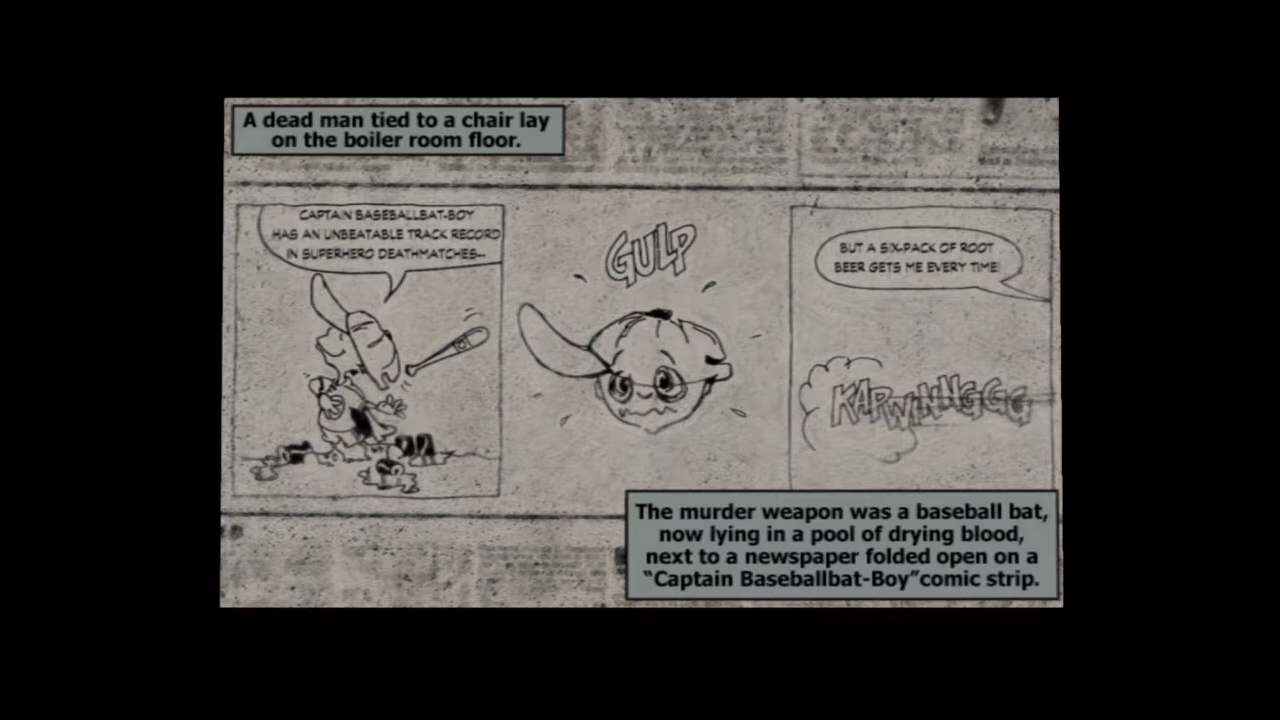 A dead man tied to a chair lay
on the boiler room floor.
CAPTAIN BASEBALLBAT-BOY
HAS AN UNBEATABLE TRACK RECORD
IN SUPERHERO DEATHMATCHES--
GULP
BUT A SIX-PACK OF ROOT
BEER GETS ME EVERY TIME!
KAPWINNGGG
The murder weapon was a baseball bat,
now lying in a pool of drying blood,
next to a newspaper folded open on a
“Captain Baseballbat-Boy”comic strip.